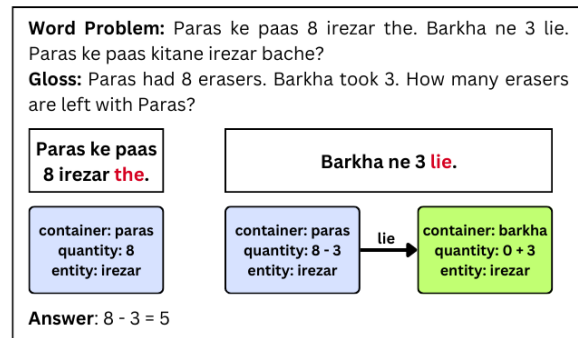 Word Problem: Paras ke paas 8 irezar the. Barkha ne 3 lie.
Paras ke paas kitane irezar bache?
Gloss: Paras had 8 erasers. Barkha took 3. How many erasers
are left with Paras?
Paras ke paas
8 irezar the.
Barkha ne 3 lie.
container: paras
quantity: 8
entity: irezar
container: paras
quantity: 8 - 3
entity: irezar
lie
container: barkha
quantity: 0 + 3
entity: irezar
Answer: 8 - 3 = 5